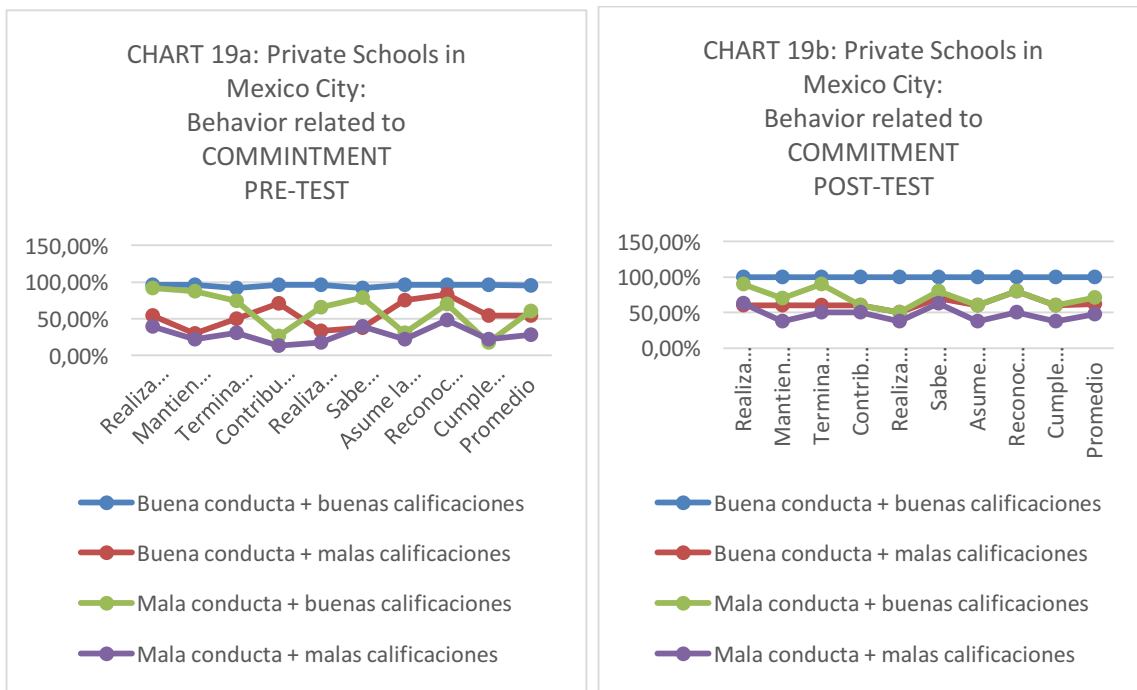 CHART 19a: Private Schools in
Mexico City:
Behavior related to
COMMINTMENT
PRE-TEST
150,00%
100,00%
50,00%
0,00%
Realiza...
Mantien...
Termina...
Contribu...
Realiza...
Sabe...
Asume la...
Reconoc...
Cumple...
Promedio
Buena conducta + buenas calificaciones
Buena conducta + malas calificaciones
Mala conducta + buenas calificaciones
Mala conducta + malas calificaciones
CHART 19b: Private Schools in
Mexico City:
Behavior related to
COMMITMENT
POST-TEST
150,00%
100,00%
50,00%
0,00%
Realiza...
Mantien...
Termina...
Contrib...
Realiza...
Sabe...
Asume...
Reconoc...
Cumple...
Promedio
Buena conducta + buenas calificaciones
Buena conducta + malas calificaciones
Mala conducta + buenas calificaciones
Mala conducta + malas calificaciones